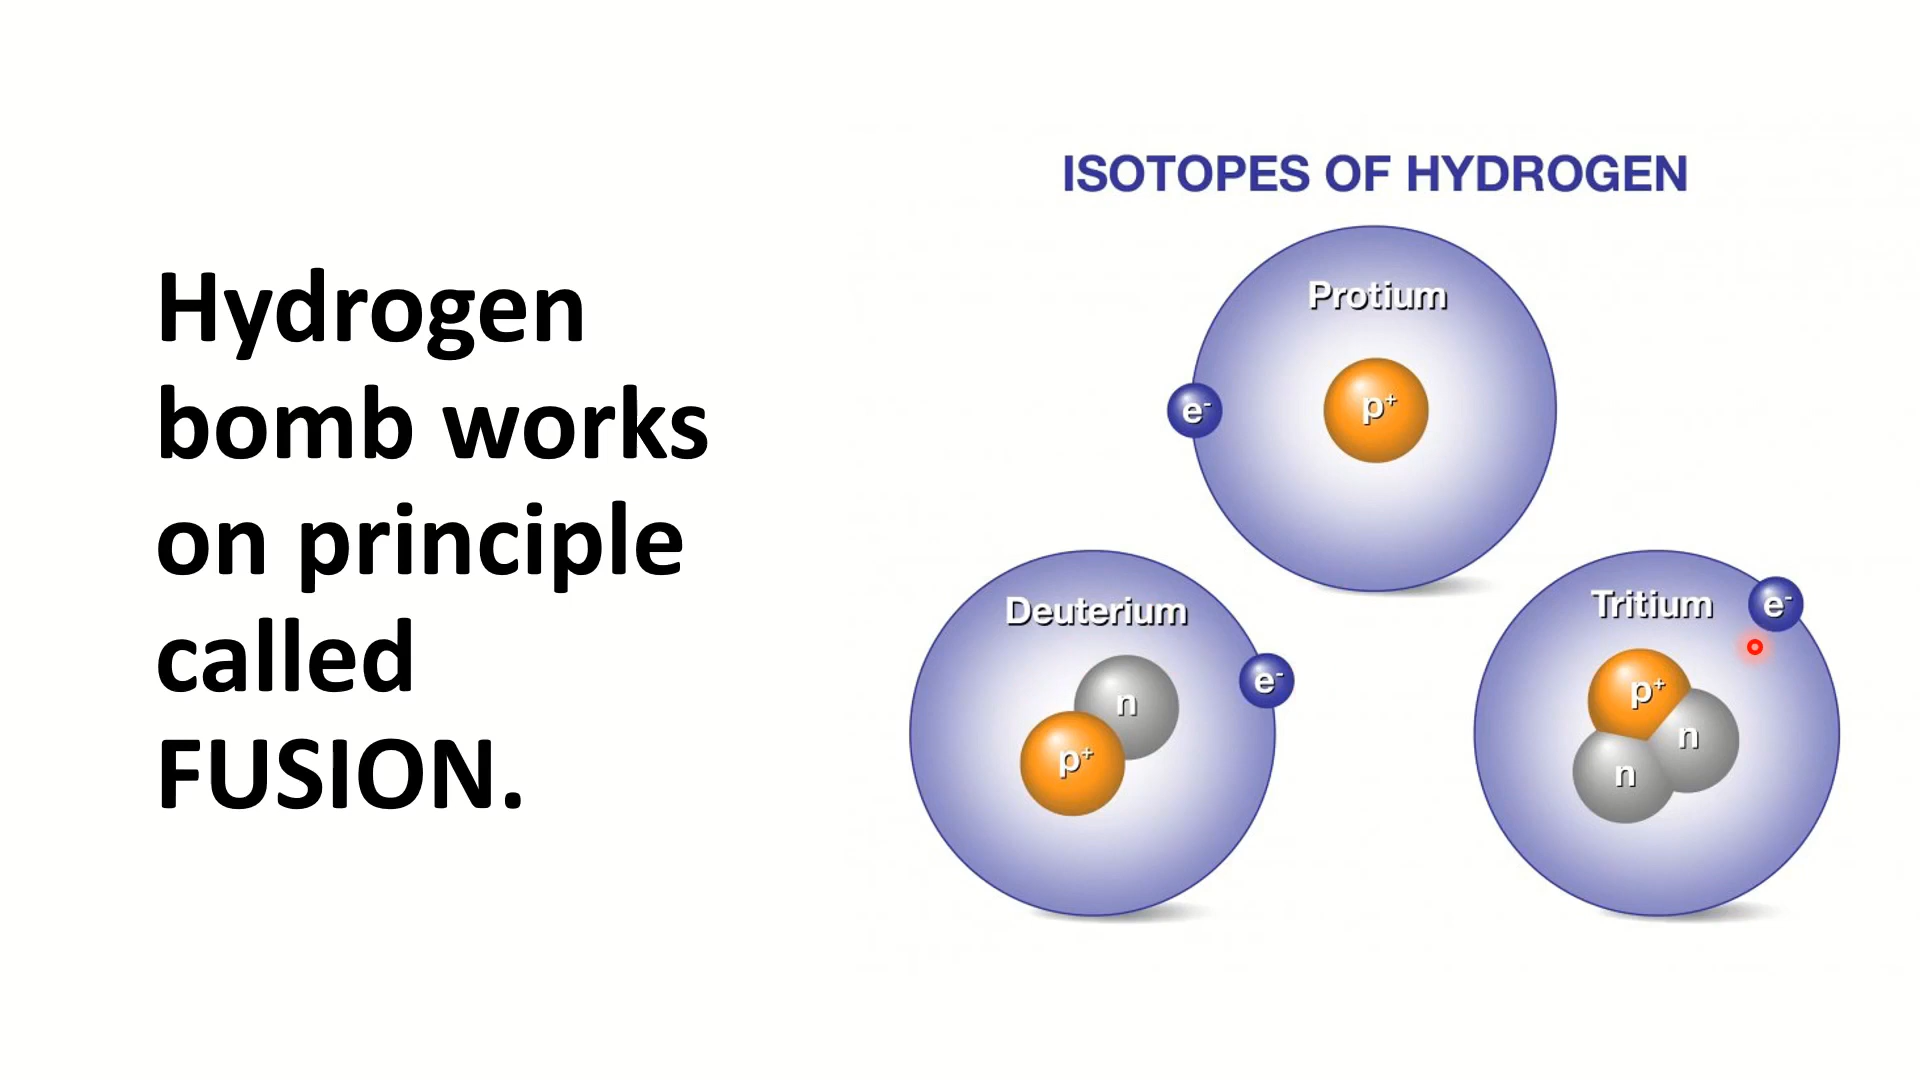 Hydrogen
bomb works
on principle
called
FUSION.
ISOTOPES OF HYDROGEN
Protium
e⁻
p⁺
Deuterium
n
e⁻
p⁺
Tritium
e⁻
p⁺
n
n